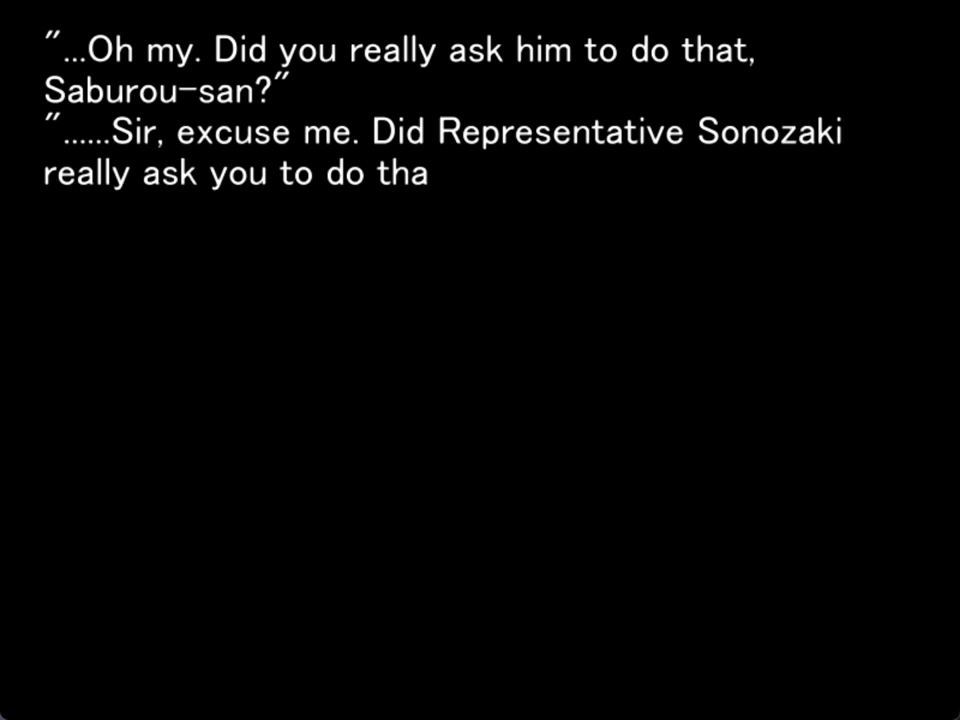 "...Oh my. Did you really ask him to do that,
Saburou-san?"
"......Sir, excuse me. Did Representative Sonozaki
really ask you to do tha